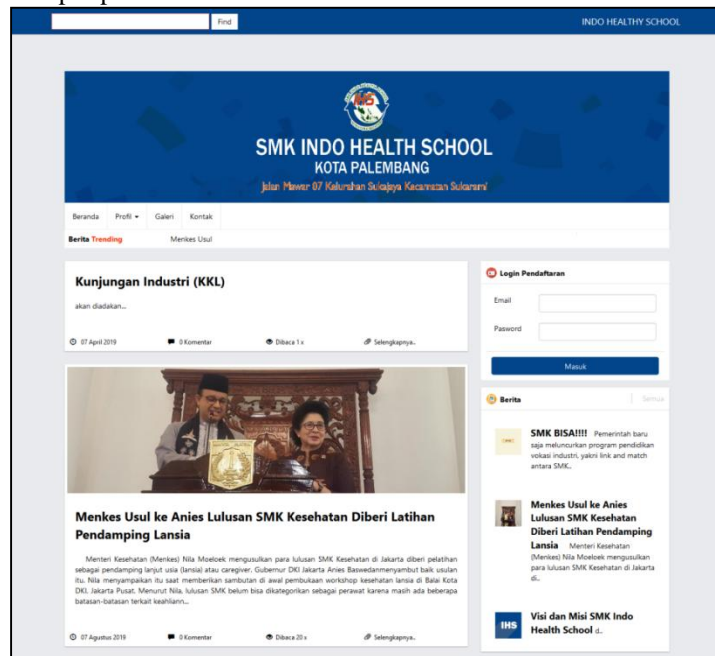 Find
INDO HEALTHY SCHOOL
IHS
SMK INDO HEALTH SCHOOL
KOTA PALEMBANG
Jalan Mawar 07 Kelurahan Sukajaya Kecamatan Sukarami
Beranda Profil Galeri Kontak
Berita Trending Menkes Usul
Kunjungan Industri (KKL)
akan diadakan...
07 April 2019 0 Komentar Dibaca 1 x Selengkapnya..
Menkes Usul ke Anies Lulusan SMK Kesehatan Diberi Latihan
Pendamping Lansia
Menteri Kesehatan (Menkes) Nila Moeloek mengusulkan para lulusan SMK Kesehatan di Jakarta diberi pelatihan
sebagai pendamping lanjut usia (lansia) atau caregiver. Gubernur DKI Jakarta Anies Baswedanmenyambut baik usulan
itu. Nila menyampaikan itu saat memberikan sambutan di awal pembukaan workshop kesehatan lansia di Balai Kota
DKI, Jakarta Pusat. Menurut Nila, lulusan SMK belum bisa dikategorikan sebagai perawat karena masih ada beberapa
batasan-batasan terkait keahliann...
07 Agustus 2019 0 Komentar Dibaca 20 x Selengkapnya..
Login Pendaftaran
Email
Pasword
Masuk
Berita Semua
SMK BISA!!!! Pemerintah baru
saja meluncurkan program pendidikan
vokasi industri, yakni link and match
antara SMK..
Menkes Usul ke Anies
Lulusan SMK Kesehatan
Diberi Latihan Pendamping
Lansia Menteri Kesehatan
(Menkes) Nila Moeloek mengusulkan
para lulusan SMK Kesehatan di Jakarta
di..
IHS
Visi dan Misi SMK Indo
Health School d..